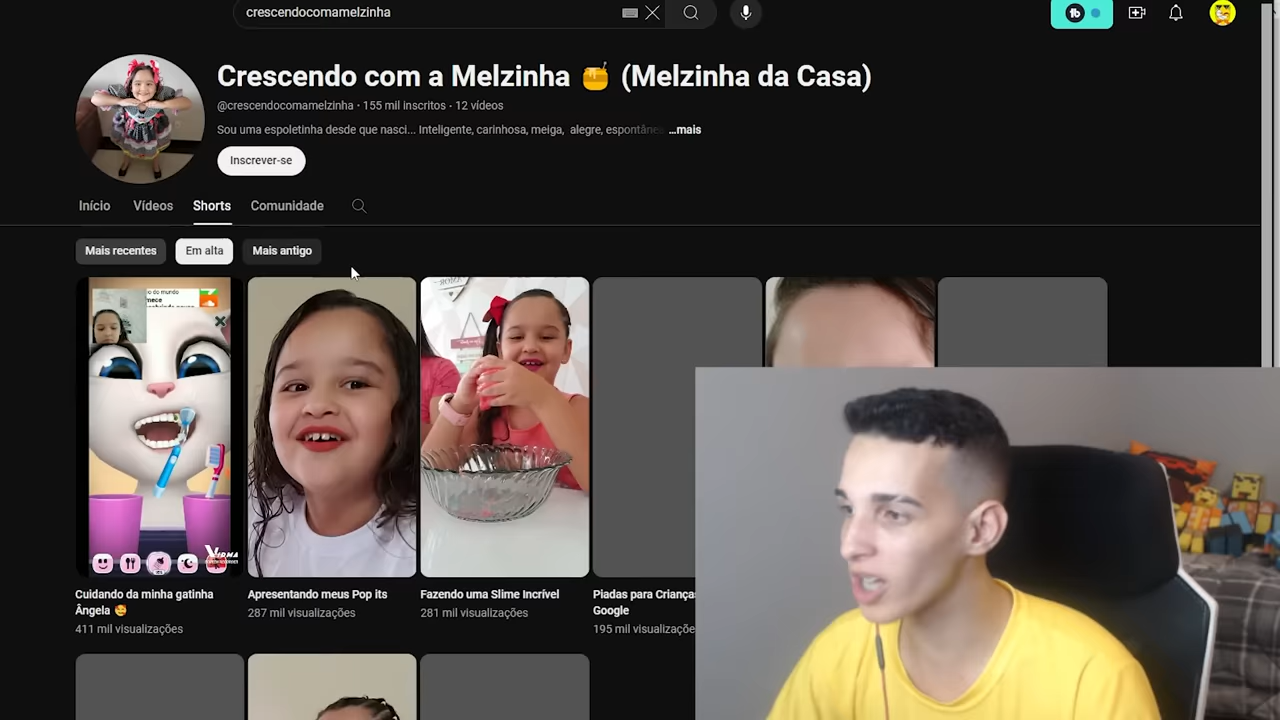 crescendocomamelzinha
Crescendo com a Melzinha 🍯 (Melzinha da Casa)
@crescendocomamelzinha · 155 mil inscritos · 12 vídeos
Sou uma espoletinha desde que nasci... Inteligente, carinhosa, meiga, alegre, espontâne ...mais
Inscrever-se
Início Vídeos Shorts Comunidade
Mais recentes Em alta Mais antigo
Cuidando da minha gatinha
Ângela 🤩
411 mil visualizações
Apresentando meus Pop its
287 mil visualizações
Fazendo uma Slime Incrível
281 mil visualizações
Piadas para Criança
Google
195 mil visualizaçõe